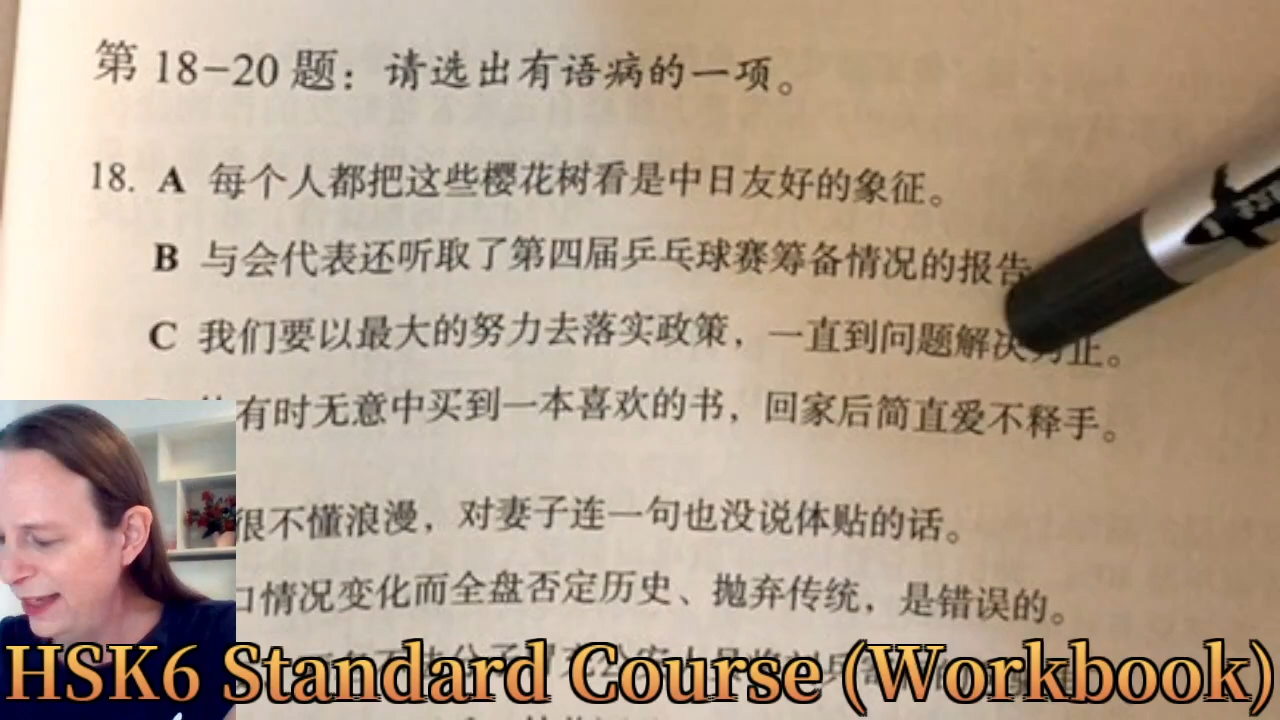 第 18-20 题：请选出有语病的一项。
18. A 每个人都把这些樱花树看是中日友好的象征。
B 与会代表还听取了第四届乒乓球赛筹备情况的报告
C 我们要以最大的努力去落实政策，一直到问题解决为止。
有时无意中买到一本喜欢的书，回家后简直爱不释手。
很不懂浪漫，对妻子连一句也没说体贴的话。
情况变化而全盘否定历史、抛弃传统，是错误的。
HSK6 Standard Course (Workbook)